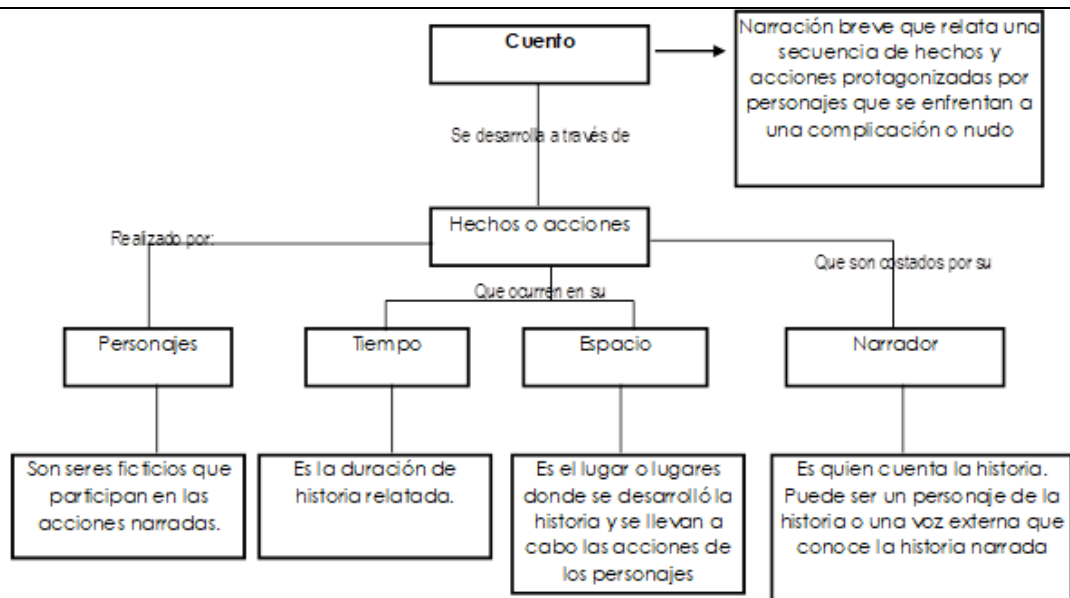 Cuento
Narración breve que relata una
secuencia de hechos y
acciones protagonizadas por
personajes que se enfrentan a
una complicación o nudo
Se desarrolla a través de
Hechos o acciones
Realizado por:
Que ocurren en su
Que son costados por su
Personajes
Tiempo
Espacio
Narrador
Son seres ficticios que
participan en las
acciones narradas.
Es la duración de
historia relatada.
Es el lugar o lugares
donde se desarrolló la
historia y se llevan a
cabo las acciones de
los personajes
Es quien cuenta la historia.
Puede ser un personaje de la
historia o una voz externa que
conoce la historia narrada